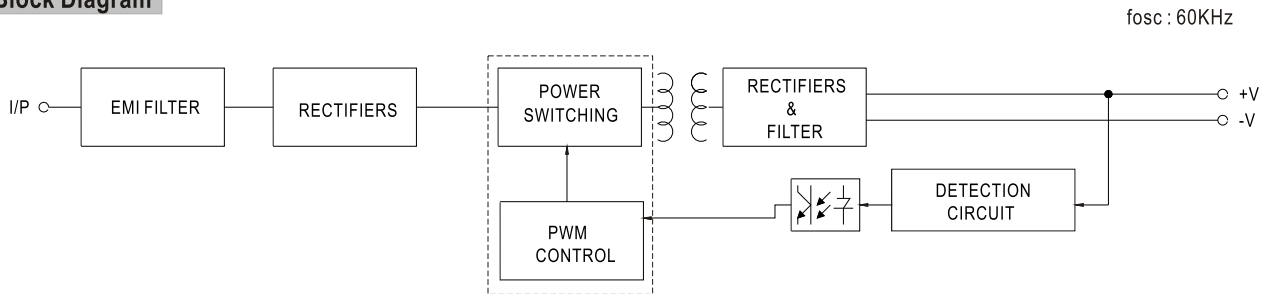 Block Diagram
fosc : 60KHz
I/P
EMI FILTER
RECTIFIERS
POWER
SWITCHING
RECTIFIERS
&
FILTER
+V
-V
DETECTION
CIRCUIT
PWM
CONTROL